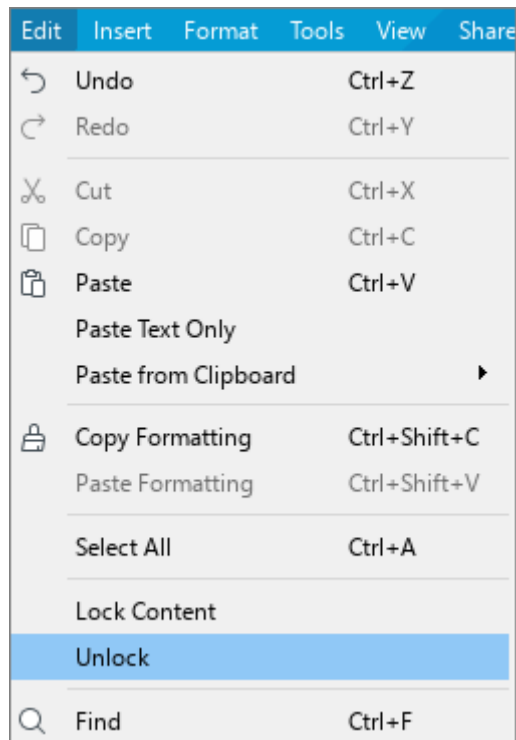 Edit Insert Format Tools View Share
Undo Ctrl+Z
Redo Ctrl+Y
Cut Ctrl+X
Copy Ctrl+C
Paste Ctrl+V
Paste Text Only
Paste from Clipboard
Copy Formatting Ctrl+Shift+C
Paste Formatting Ctrl+Shift+V
Select All Ctrl+A
Lock Content
Unlock
Find Ctrl+F